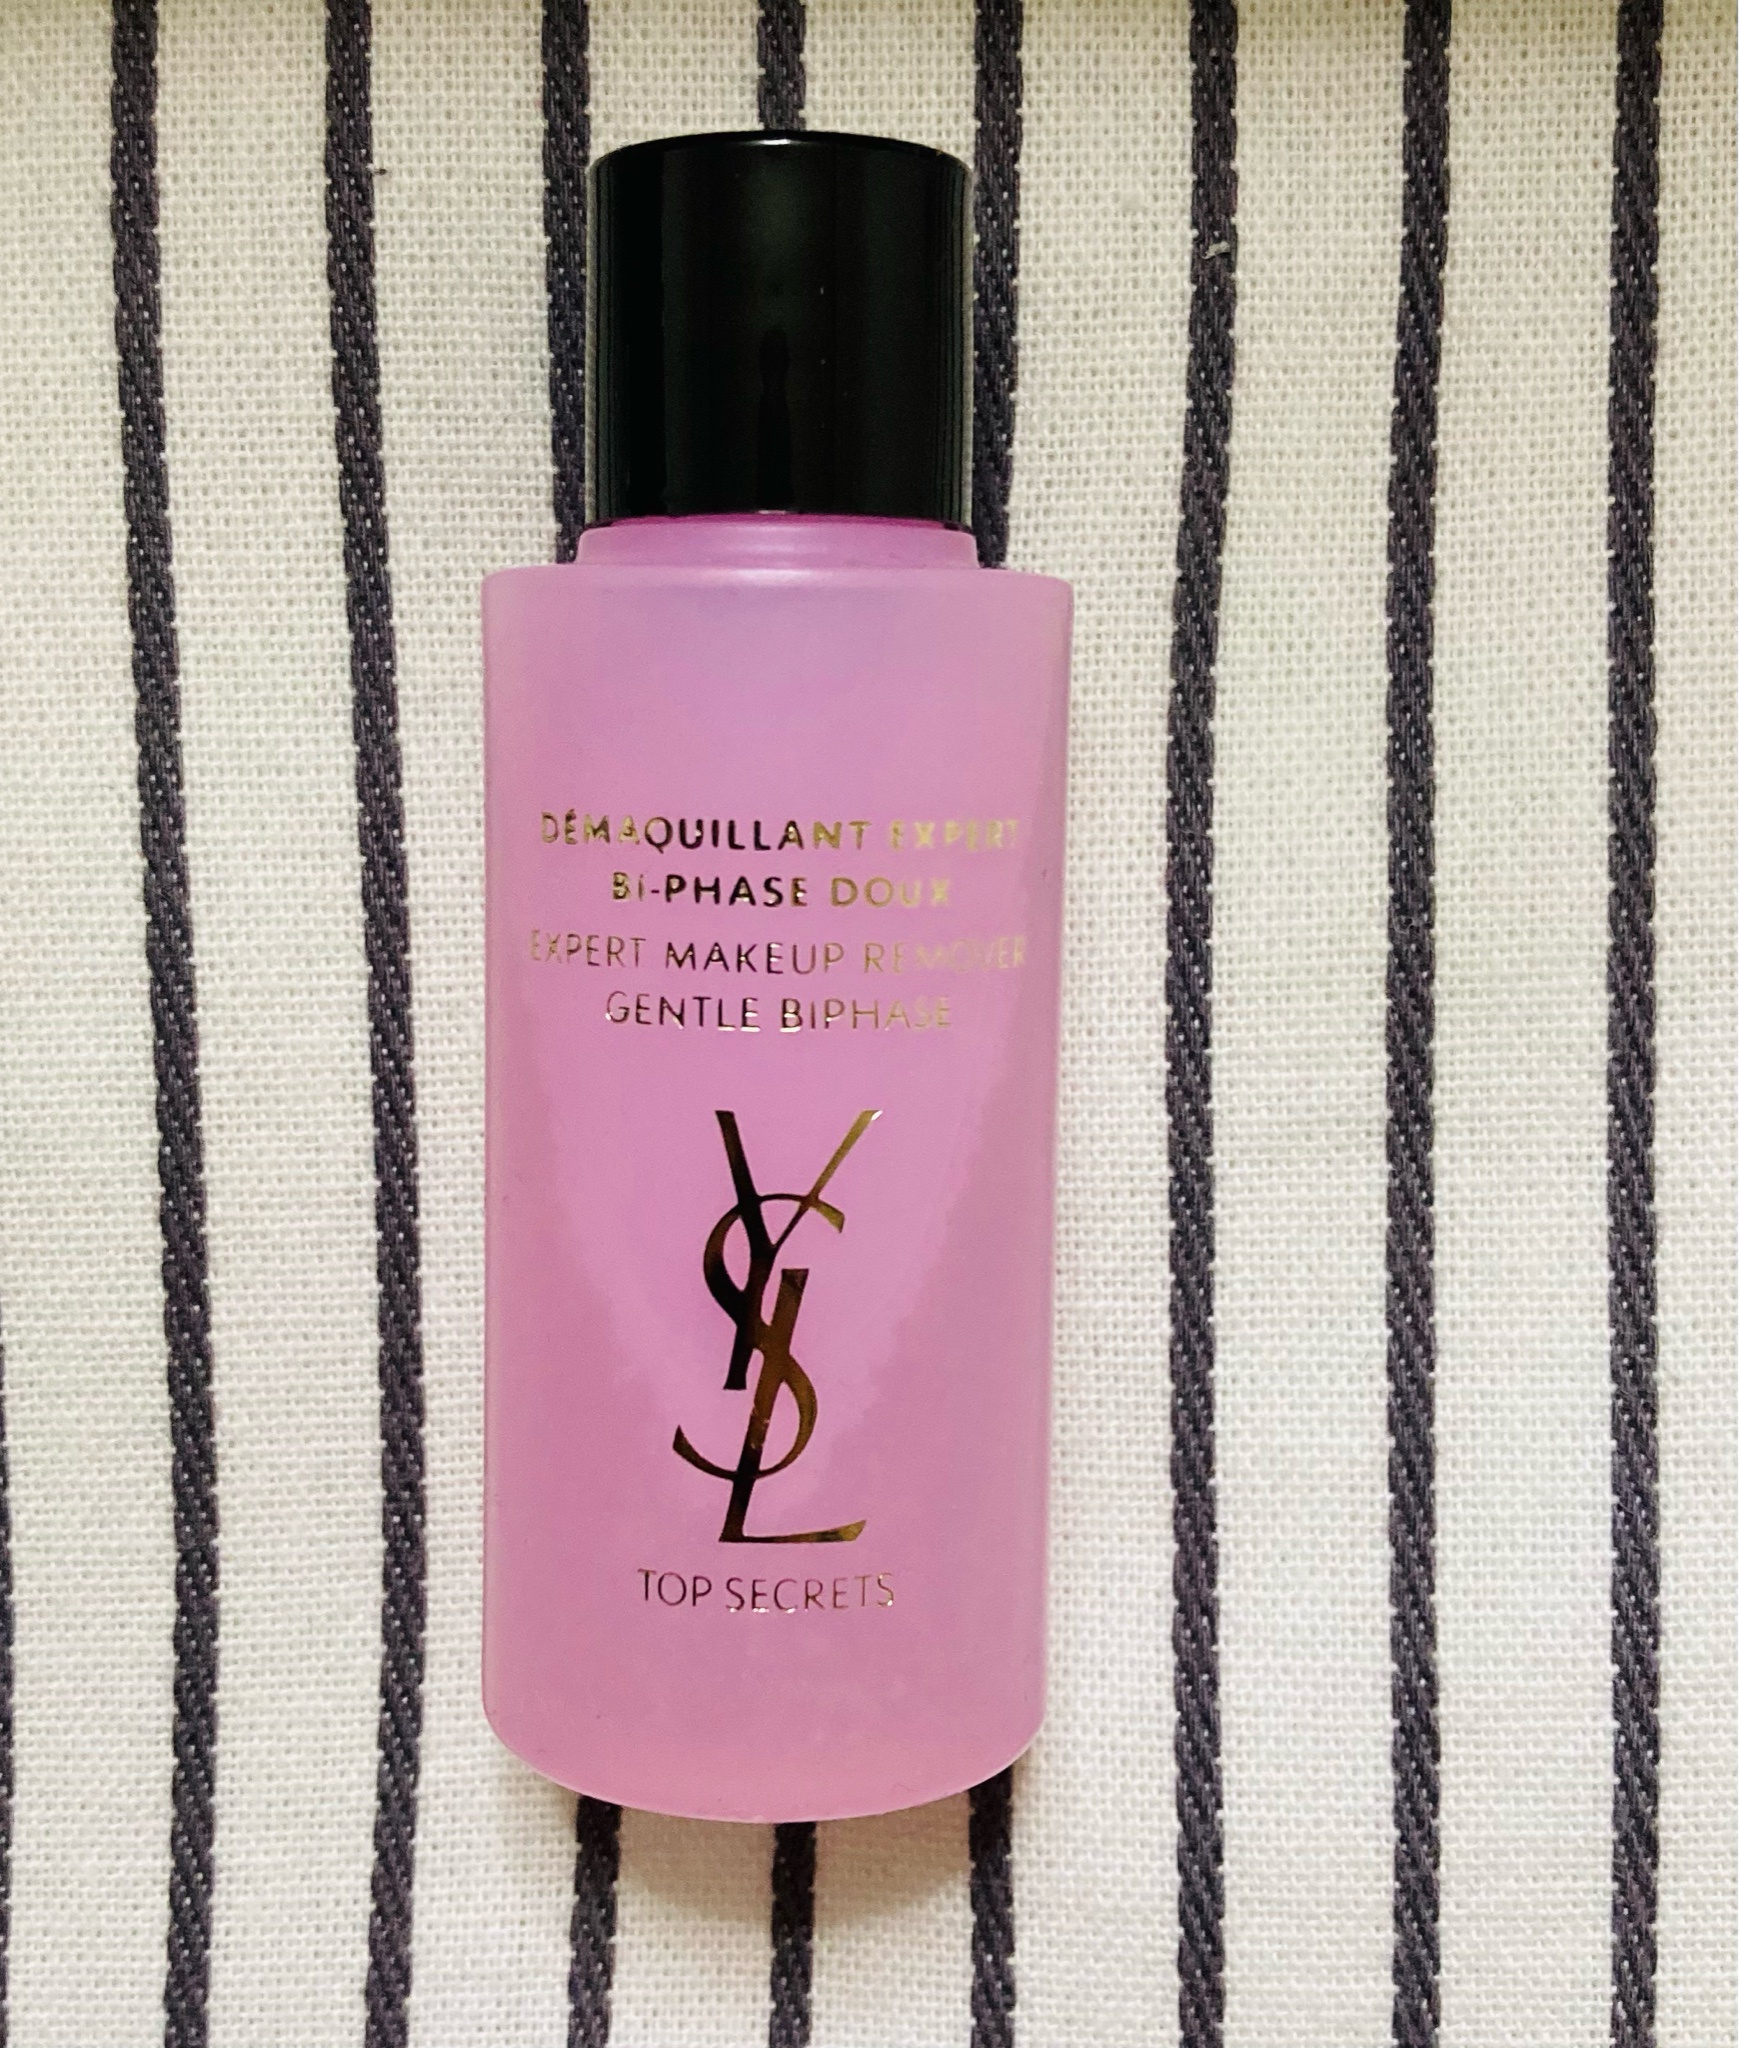 DÉMAQUILLANT EXPERT
BI-PHASE DOUX
EXPERT MAKEUP REMOVER
GENTLE BIPHASE
YSL
TOP SECRETS